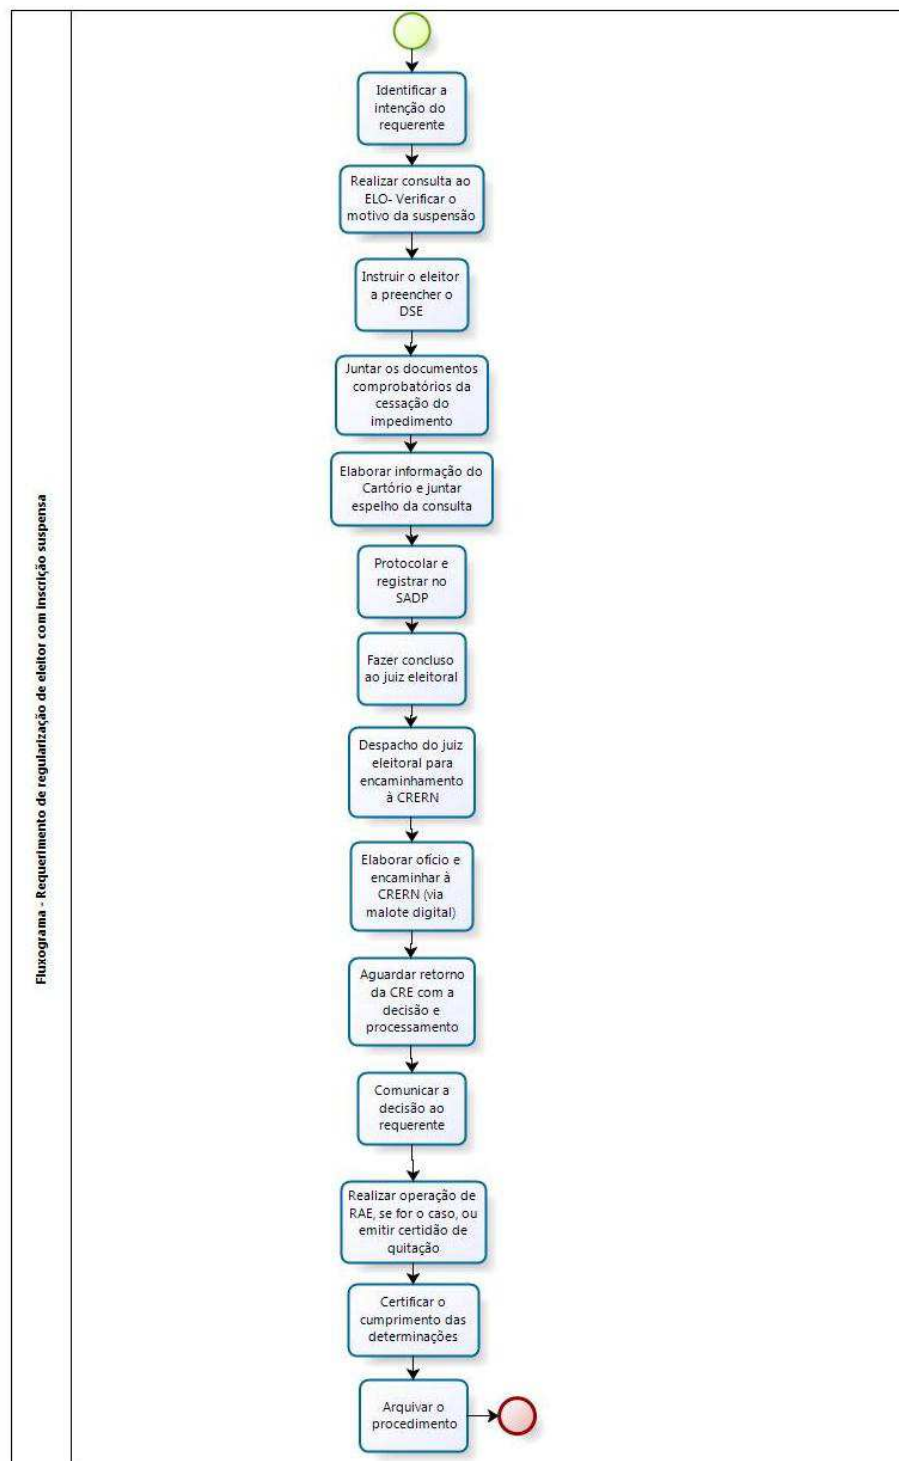 Fluxograma - Requerimento de regularização de eleitor com inscrição suspensa
Identificar a
intenção do
requerente
Realizar consulta ao
ELO- Verificar o
motivo da suspensão
Instruir o eleitor
a preencher o
DSE
Juntar os documentos
comprobatórios da
cessação do
impedimento
Elaborar informação do
Cartório e juntar
espelho da consulta
Protocolar e
registrar no
SADP
Fazer concluso
ao juiz eleitoral
Despacho do juiz
eleitoral para
encaminhamento
à CRERN
Elaborar ofício e
encaminhar à
CRERN (via
malote digital)
Aguardar retorno
da CRE com a
decisão e
processamento
Comunicar a
decisão ao
requerente
Realizar operação de
RAE, se for o caso, ou
emitir certidão de
quitação
Certificar o
cumprimento das
determinações
Arquivar o
procedimento